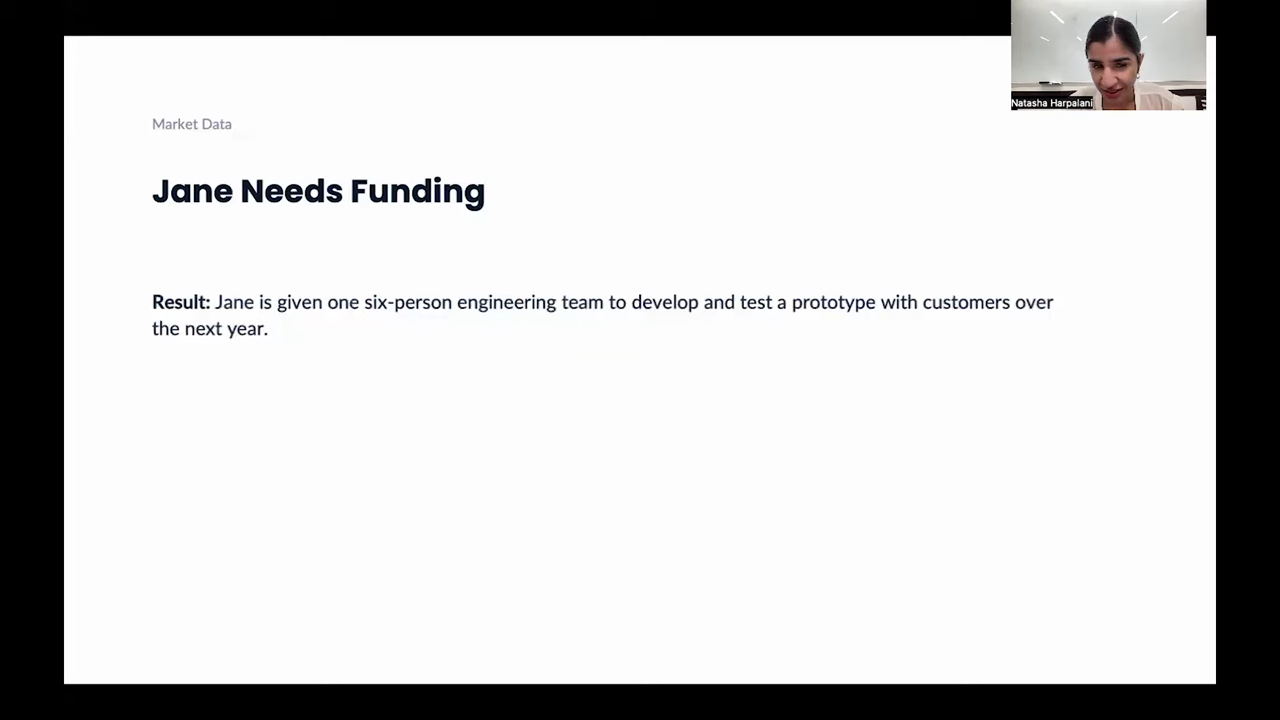 Market Data
Natasha Harpalani
Jane Needs Funding
Result: Jane is given one six-person engineering team to develop and test a prototype with customers over
the next year.